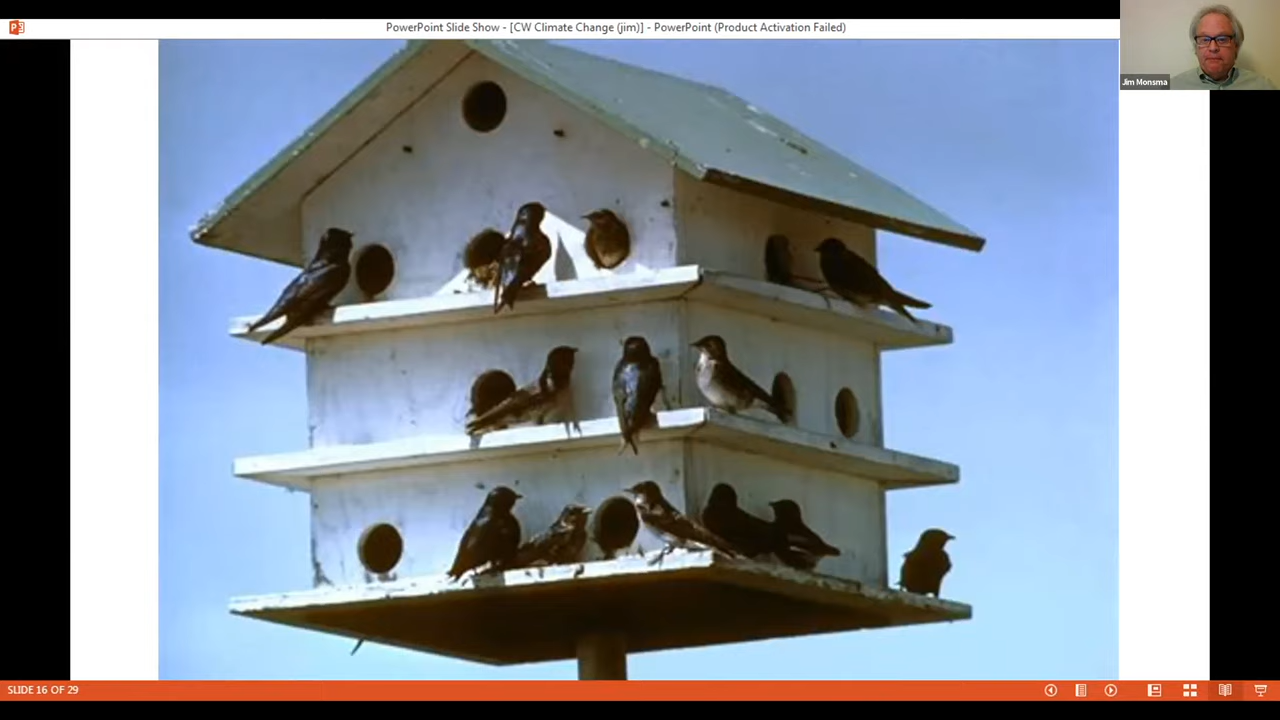 PowerPoint Slide Show - [CW Climate Change (jim)] - PowerPoint (Product Activation Failed)
Jim Monsma
SLIDE 16 OF 29